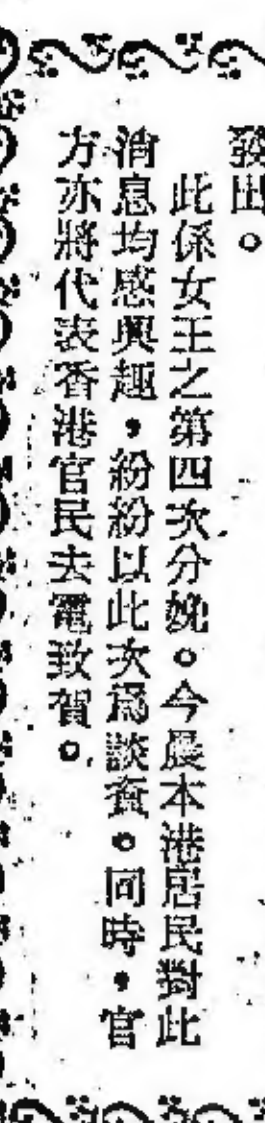 發出。
此係女王之第四次分娩。今晨本港居民對此
消息均感興趣，紛紛以此次爲談資。同時，官
方亦將代表香港官民去電致賀。